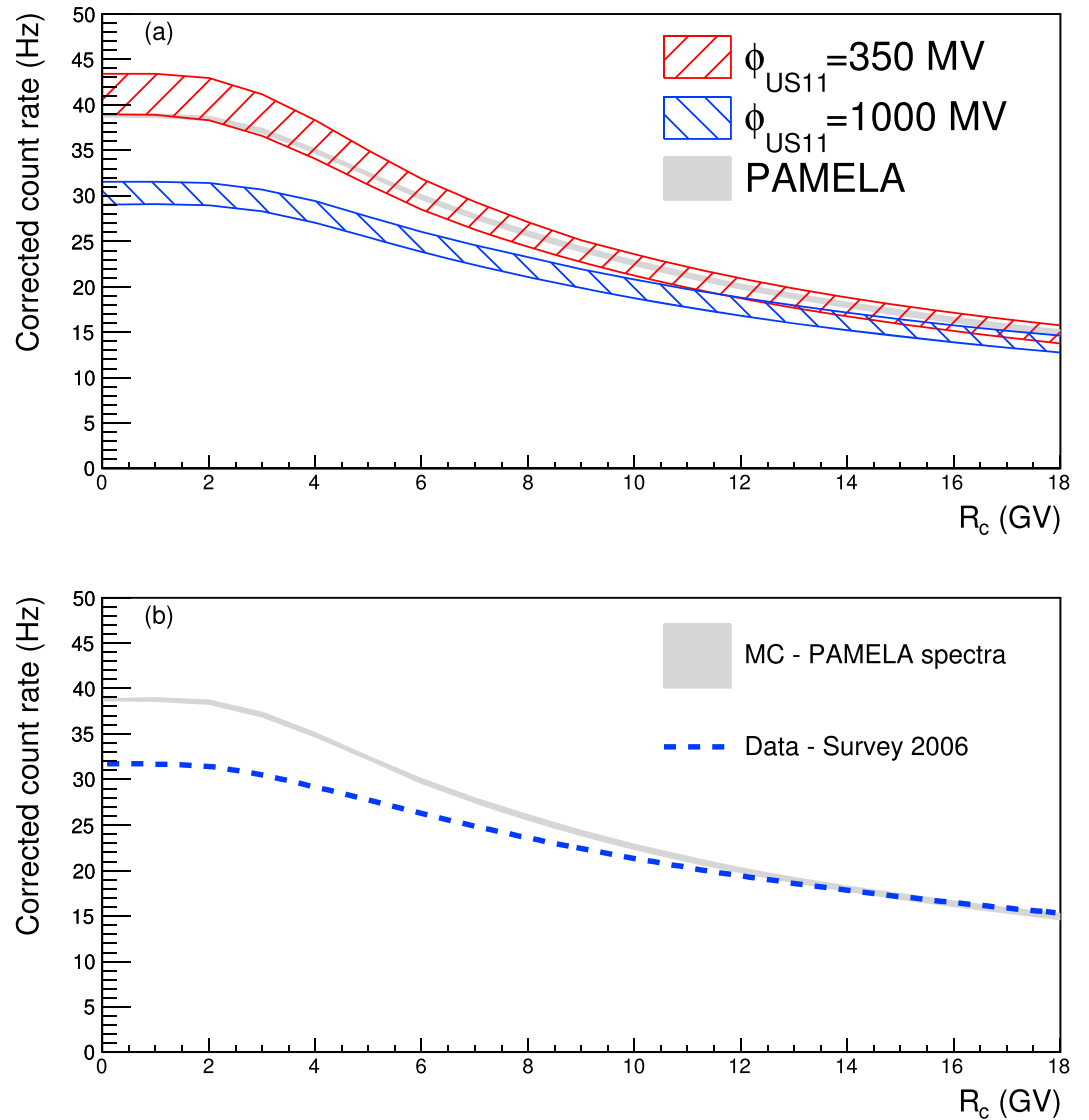 (a)
ϕUS11=350 MV
ϕUS11=1000 MV
PAMELA
Corrected count rate (Hz)
50
45
40
35
30
25
20
15
10
5
0
0 2 4 6 8 10 12 14 16 18
Rc (GV)
(b)
MC - PAMELA spectra
Data - Survey 2006
Corrected count rate (Hz)
50
45
40
35
30
25
20
15
10
5
0
0 2 4 6 8 10 12 14 16 18
Rc (GV)